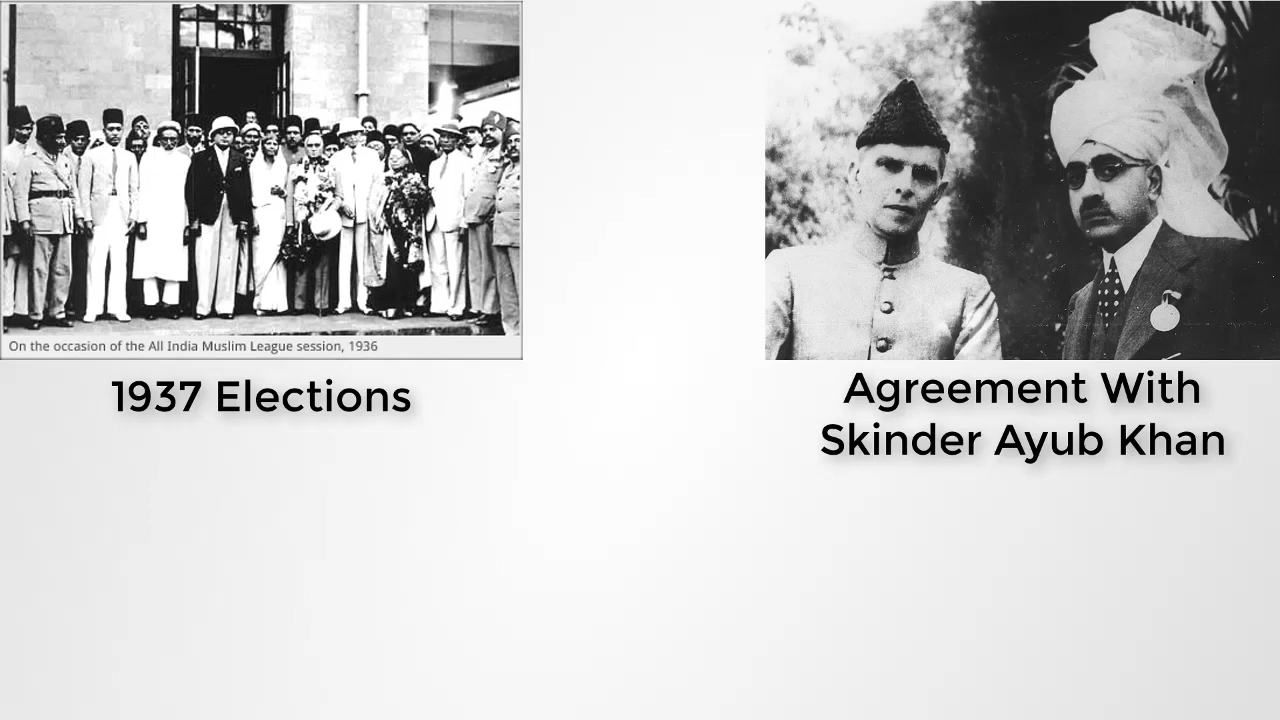 On the occasion of the All India Muslim League session, 1936
1937 Elections
Agreement With
Skinder Ayub Khan